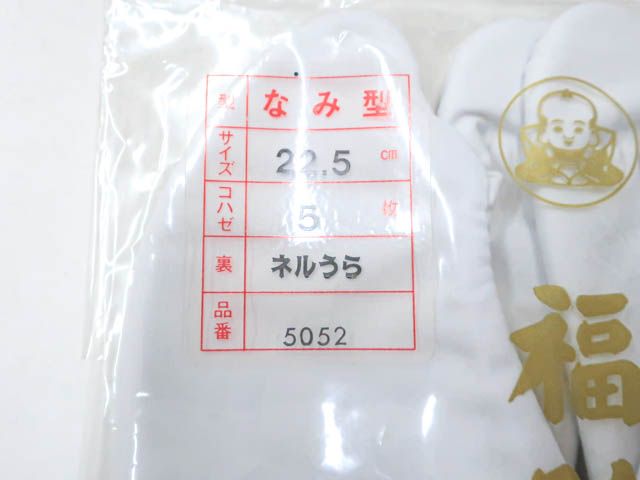 型 なみ型
サイズ 22.5 cm
コハゼ 5 枚
裏 ネルうら
品番 5052
福